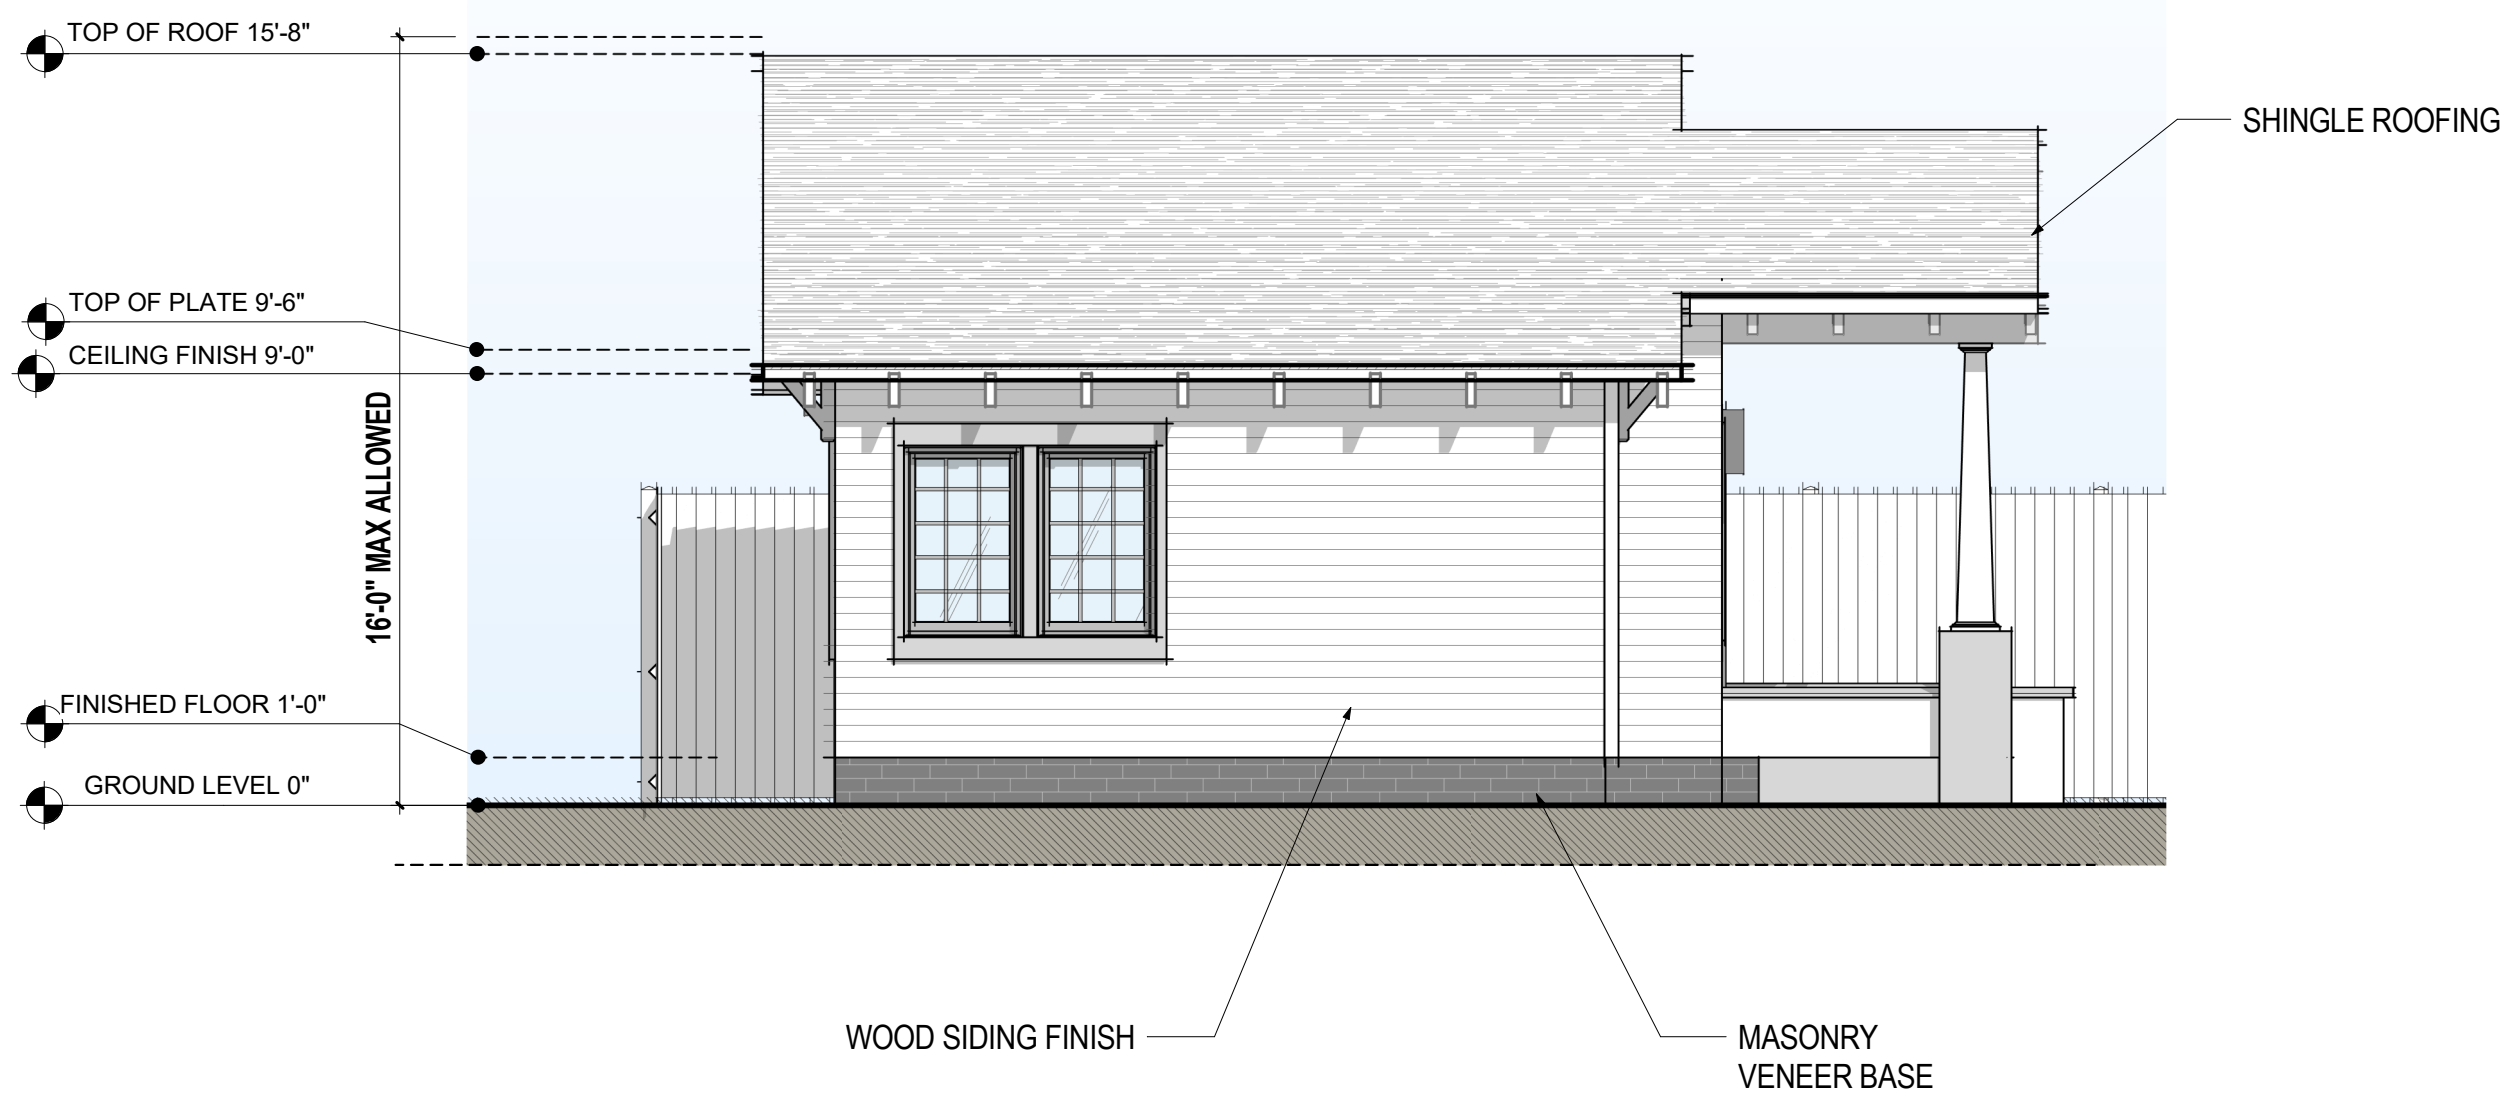 TOP OF ROOF 15'-8"
SHINGLE ROOFING
TOP OF PLATE 9'-6"
CEILING FINISH 9'-0"
16'-0" MAX ALLOWED
FINISHED FLOOR 1'-0"
GROUND LEVEL 0"
WOOD SIDING FINISH
MASONRY
VENEER BASE